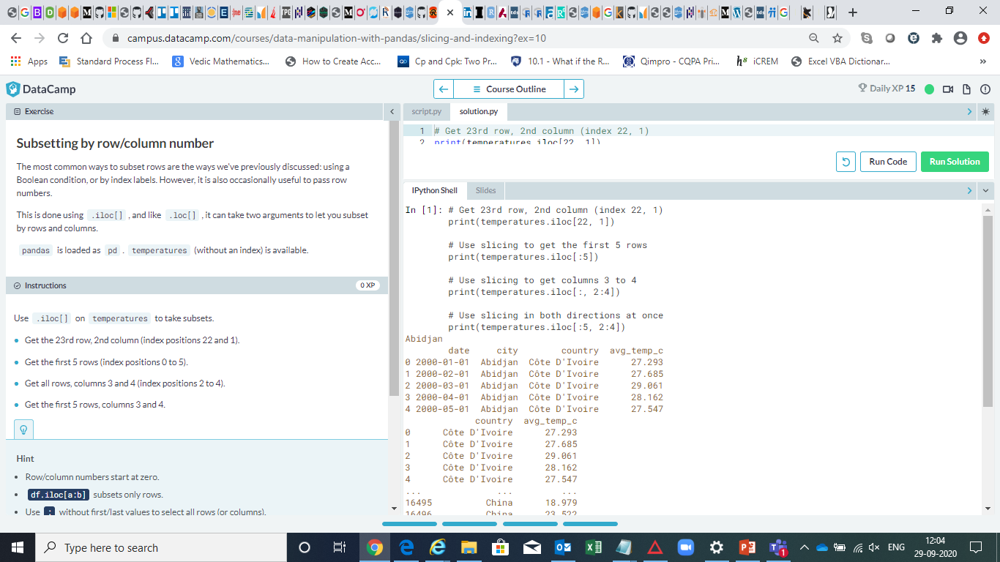 campus.datacamp.com/courses/data-manipulation-with-pandas/slicing-and-indexing?ex=10
Apps
Standard Process Fl...
Vedic Mathematics...
How to Create Acc...
Cp and Cpk: Two Pr...
10.1 - What if the R...
Qimpro - CQPA Pri...
iCREM
Excel VBA Dictionar...
DataCamp
Course Outline
Daily XP 15
Exercise
Subsetting by row/column number
The most common ways to subset rows are the ways we've previously discussed: using a
Boolean condition, or by index labels. However, it is also occasionally useful to pass row
numbers.
This is done using .iloc[] , and like .loc[] , it can take two arguments to let you subset
by rows and columns.
pandas is loaded as pd . temperatures (without an index) is available.
Instructions
0 XP
Use .iloc[] on temperatures to take subsets.
Get the 23rd row, 2nd column (index positions 22 and 1).
Get the first 5 rows (index positions 0 to 5).
Get all rows, columns 3 and 4 (index positions 2 to 4).
Get the first 5 rows, columns 3 and 4.
Hint
Row/column numbers start at zero.
df.iloc[a:b] subsets only rows.
Use : without first/last values to select all rows (or columns).
script.py
solution.py
1 # Get 23rd row, 2nd column (index 22, 1)
2 print(temperatures.iloc[22, 1])
Run Code
Run Solution
IPython Shell
Slides
In [1]: # Get 23rd row, 2nd column (index 22, 1)
print(temperatures.iloc[22, 1])
# Use slicing to get the first 5 rows
print(temperatures.iloc[:5])
# Use slicing to get columns 3 to 4
print(temperatures.iloc[:, 2:4])
# Use slicing in both directions at once
print(temperatures.iloc[:5, 2:4])
Abidjan
date city country avg_temp_c
0 2000-01-01 Abidjan Côte D'Ivoire 27.293
1 2000-02-01 Abidjan Côte D'Ivoire 27.685
2 2000-03-01 Abidjan Côte D'Ivoire 29.061
3 2000-04-01 Abidjan Côte D'Ivoire 28.162
4 2000-05-01 Abidjan Côte D'Ivoire 27.547
country avg_temp_c
0 Côte D'Ivoire 27.293
1 Côte D'Ivoire 27.685
2 Côte D'Ivoire 29.061
3 Côte D'Ivoire 28.162
4 Côte D'Ivoire 27.547
... ... ...
16495 China 18.979
16496 China 23.522
Type here to search
ENG
12:04
29-09-2020